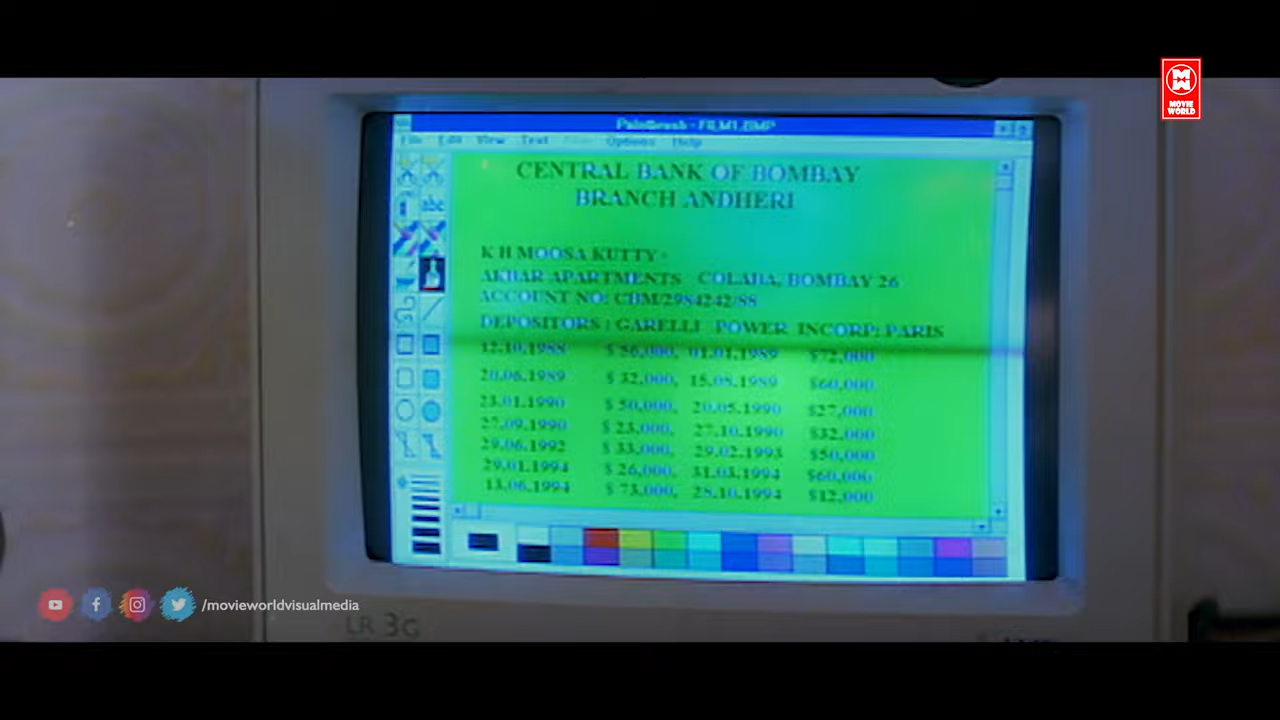 MOVIE
WORLD
Paintbrush - FILM1.BMP
File Edit View Text Options Help
abc
CENTRAL BANK OF BOMBAY
BRANCH ANDHERI
K H MOOSA KUTTY
AKBAR APARTMENTS COLABA, BOMBAY 26
ACCOUNT NO: CBM/2984242/88
DEPOSITORS : GARELLI POWER INCORP: PARIS
12.10.1988 $ 56,000, 01.01.1989 $72,000
20.06.1989 $ 32,000, 15.08.1989 $60,000
23.01.1990 $ 50,000, 20.05.1990 $27,000
27.09.1990 $ 23,000, 27.10.1990 $32,000
29.06.1992 $ 33,000, 29.02.1993 $50,000
29.01.1994 $ 26,000, 31.03.1994 $60,000
13.06.1994 $ 73,000, 28.10.1994 $12,000
/movieworldvisualmedia
LR 3G